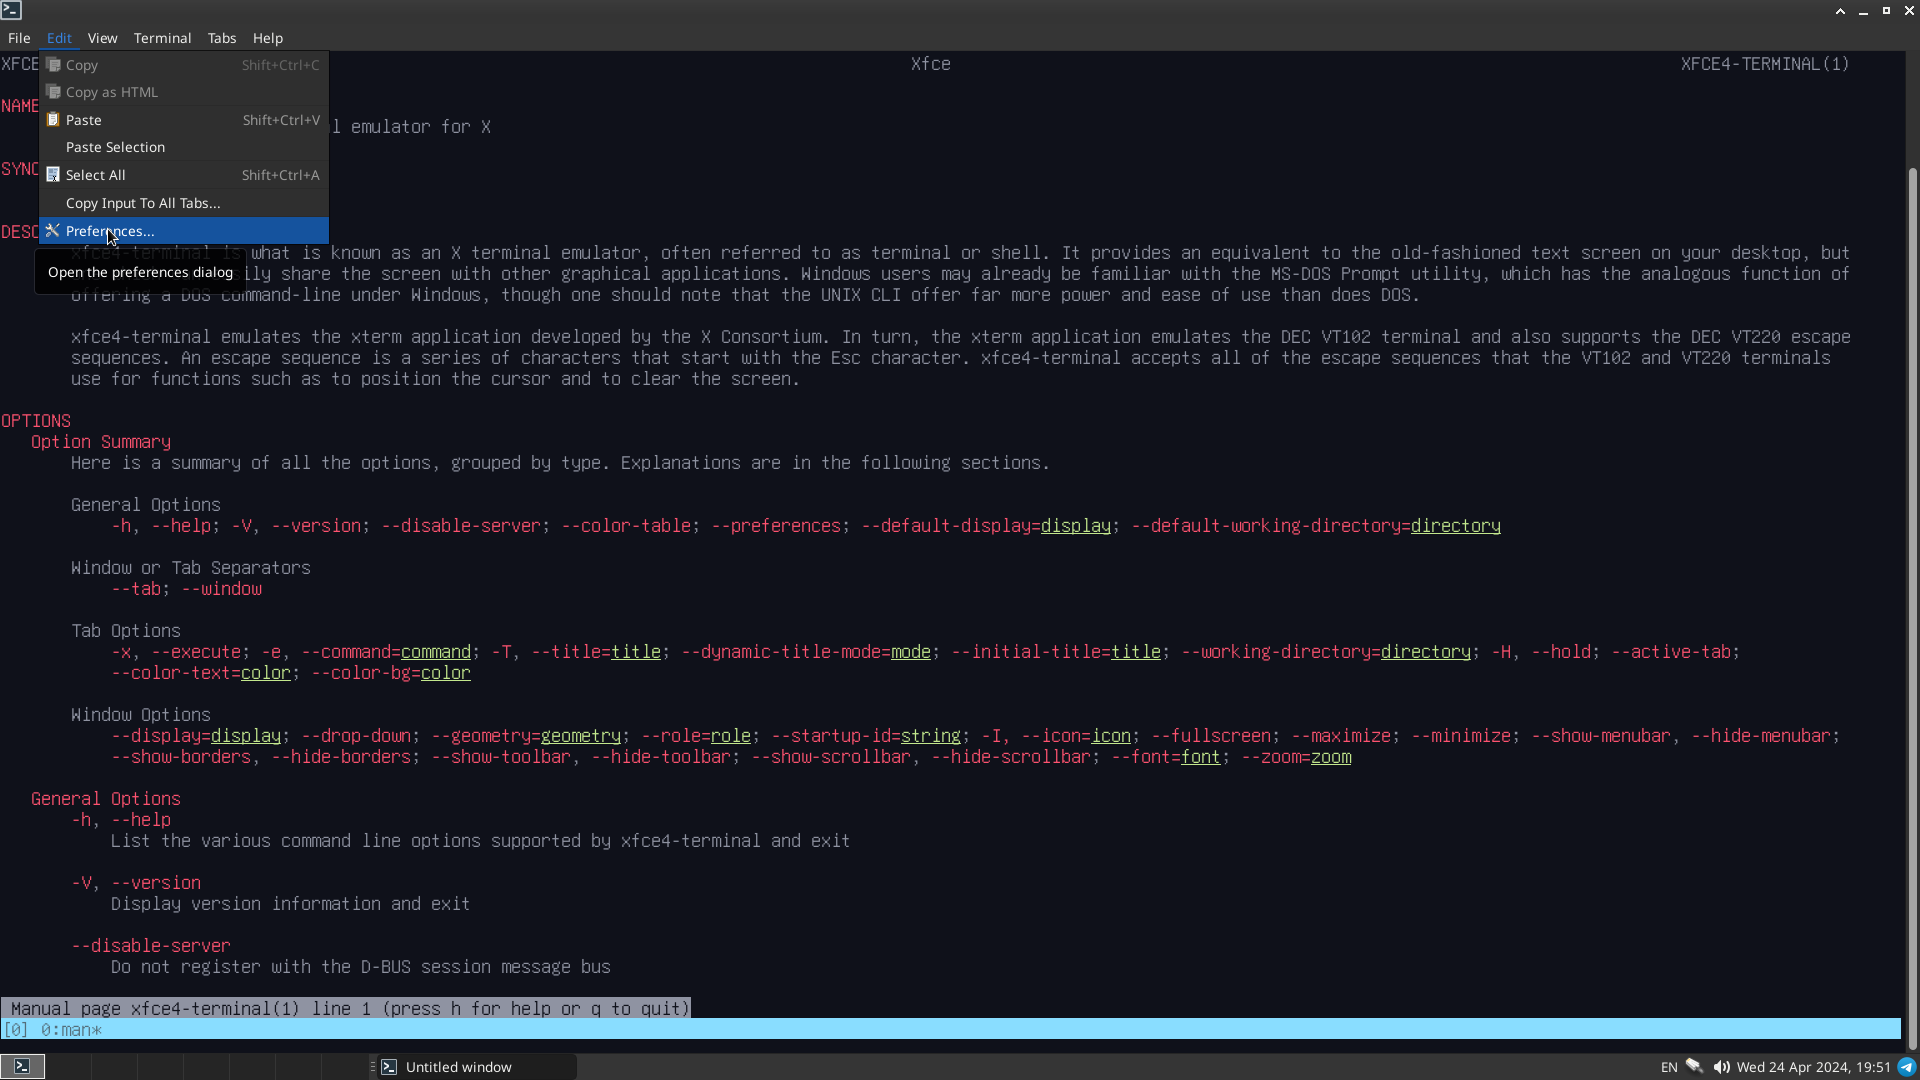 File Edit View Terminal Tabs Help
XFCE Xfce XFCE4-TERMINAL(1)
Copy Shift+Ctrl+C
Copy as HTML
NAME
Paste Shift+Ctrl+V
l emulator for X
Paste Selection
SYNO
Select All Shift+Ctrl+A
Copy Input To All Tabs...
DESC
Preferences...
xfce4-terminal is what is known as an X terminal emulator, often referred to as terminal or shell. It provides an equivalent to the old-fashioned text screen on your desktop, but
Open the preferences dialog
ily share the screen with other graphical applications. Windows users may already be familiar with the MS-DOS Prompt utility, which has the analogous function of
offering a DOS command-line under Windows, though one should note that the UNIX CLI offer far more power and ease of use than does DOS.
xfce4-terminal emulates the xterm application developed by the X Consortium. In turn, the xterm application emulates the DEC VT102 terminal and also supports the DEC VT220 escape
sequences. An escape sequence is a series of characters that start with the Esc character. xfce4-terminal accepts all of the escape sequences that the VT102 and VT220 terminals
use for functions such as to position the cursor and to clear the screen.
OPTIONS
Option Summary
Here is a summary of all the options, grouped by type. Explanations are in the following sections.
General Options
-h, --help; -V, --version; --disable-server; --color-table; --preferences; --default-display=display; --default-working-directory=directory
Window or Tab Separators
--tab; --window
Tab Options
-x, --execute; -e, --command=command; -T, --title=title; --dynamic-title-mode=mode; --initial-title=title; --working-directory=directory; -H, --hold; --active-tab;
--color-text=color; --color-bg=color
Window Options
--display=display; --drop-down; --geometry=geometry; --role=role; --startup-id=string; -I, --icon=icon; --fullscreen; --maximize; --minimize; --show-menubar, --hide-menubar;
--show-borders, --hide-borders; --show-toolbar, --hide-toolbar; --show-scrollbar, --hide-scrollbar; --font=font; --zoom=zoom
General Options
-h, --help
List the various command line options supported by xfce4-terminal and exit
-V, --version
Display version information and exit
--disable-server
Do not register with the D-BUS session message bus
Manual page xfce4-terminal(1) line 1 (press h for help or q to quit)
[0] 0:man*
Untitled window EN Wed 24 Apr 2024, 19:51